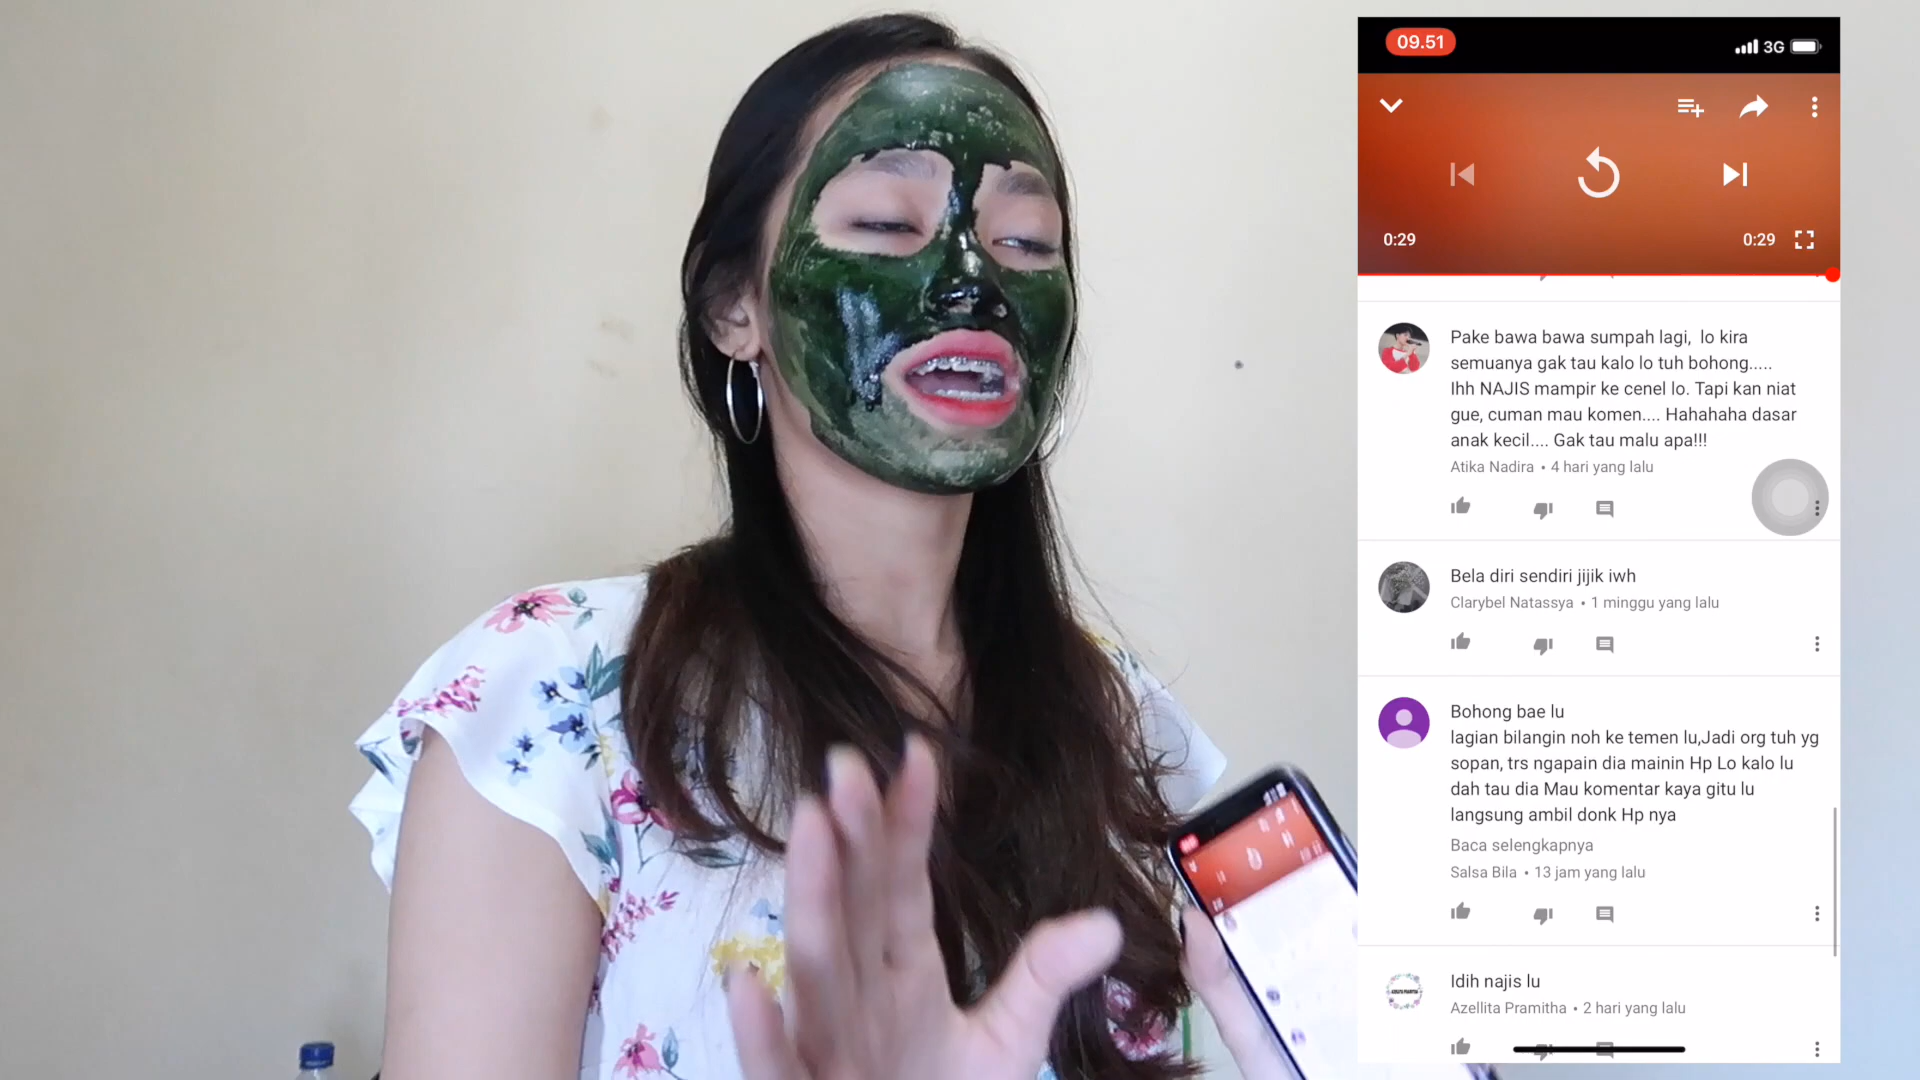 09.51
3G
0:29
0:29
Pake bawa bawa sumpah lagi, lo kira
semuanya gak tau kalo lo tuh bohong.....
Ihh NAJIS mampir ke cenel lo. Tapi kan niat
gue, cuman mau komen.... Hahahaha dasar
anak kecil.... Gak tau malu apa!!!
Atika Nadira • 4 hari yang lalu
Bela diri sendiri jijik iwh
Clarybel Natassya • 1 minggu yang lalu
Bohong bae lu
lagian bilangin noh ke temen lu,Jadi org tuh yg
sopan, trs ngapain dia mainin Hp Lo kalo lu
dah tau dia Mau komentar kaya gitu lu
langsung ambil donk Hp nya
Baca selengkapnya
Salsa Bila • 13 jam yang lalu
Idih najis lu
Azellita Pramitha • 2 hari yang lalu